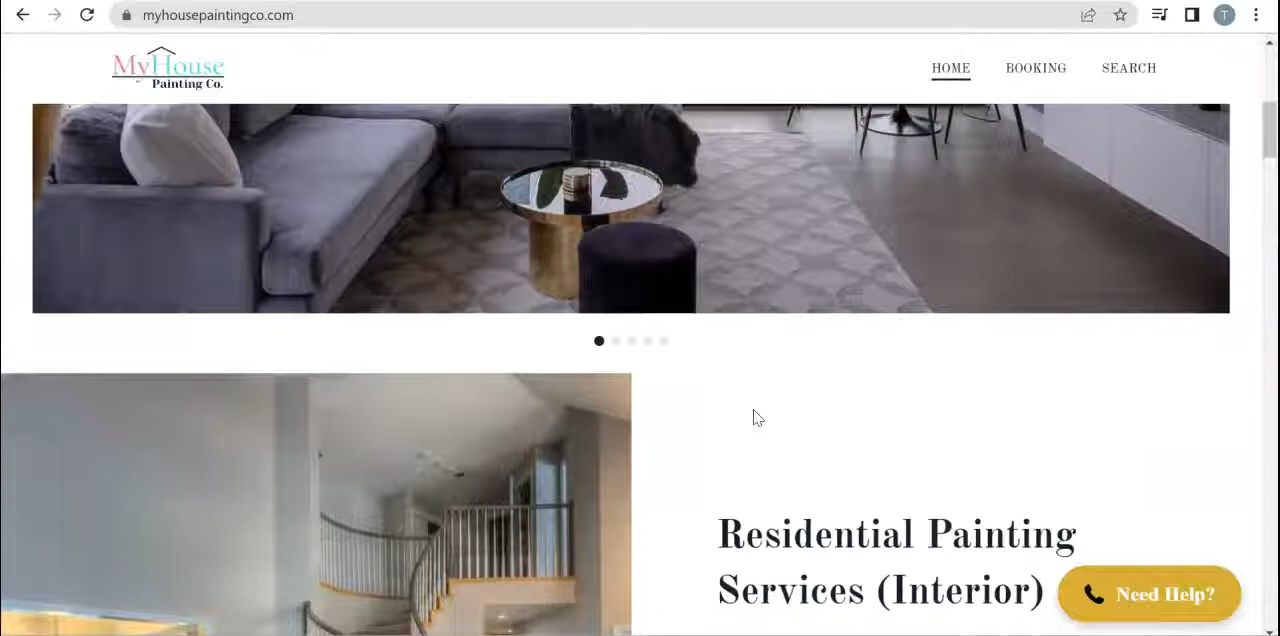 myhousepaintingco.com
T
MyHouse
Painting Co.
HOME BOOKING SEARCH
Residential Painting
Services (Interior)
Need Help?